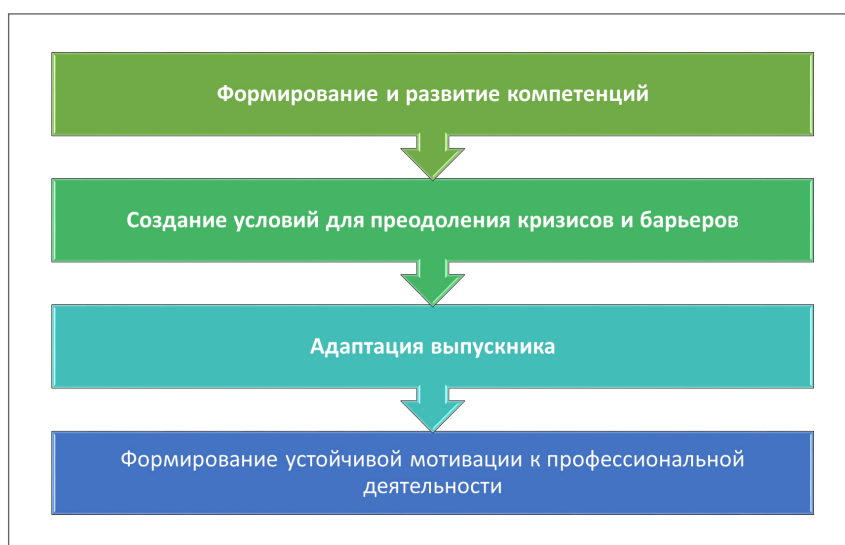 Формирование и развитие компетенций
Создание условий для преодоления кризисов и барьеров
Адаптация выпускника
Формирование устойчивой мотивации к профессиональной
деятельности